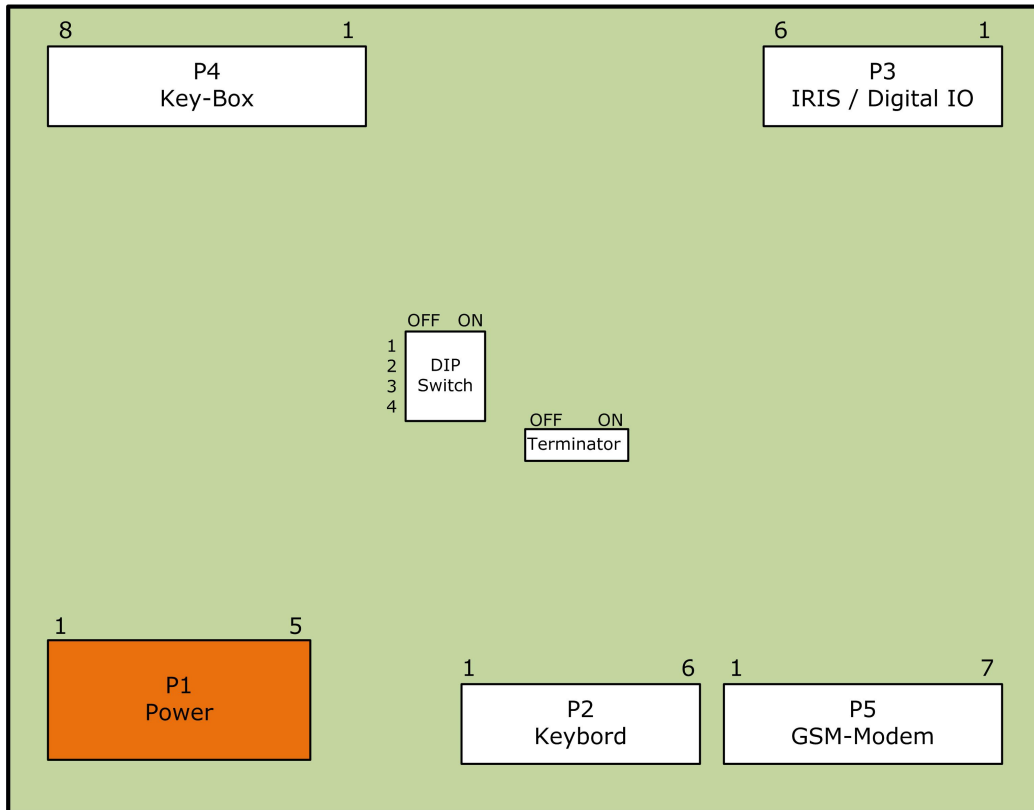 8 1
P4
Key-Box
6 1
P3
IRIS / Digital IO
OFF ON
1
2
3
4
DIP
Switch
OFF ON
Terminator
1 5
P1
Power
1 6
P2
Keybord
1 7
P5
GSM-Modem